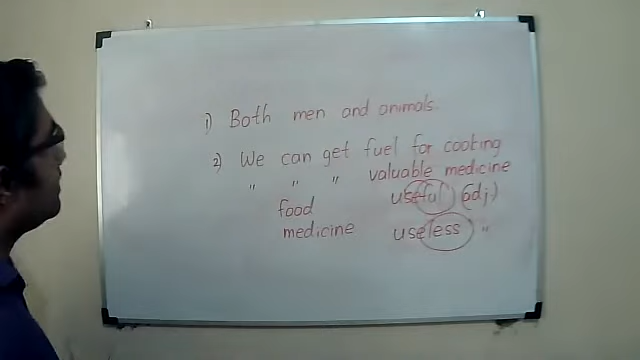 1) Both men and animals.
2) We can get fuel for cooking
" " " valuable medicine
food useful (adj)
medicine useless "